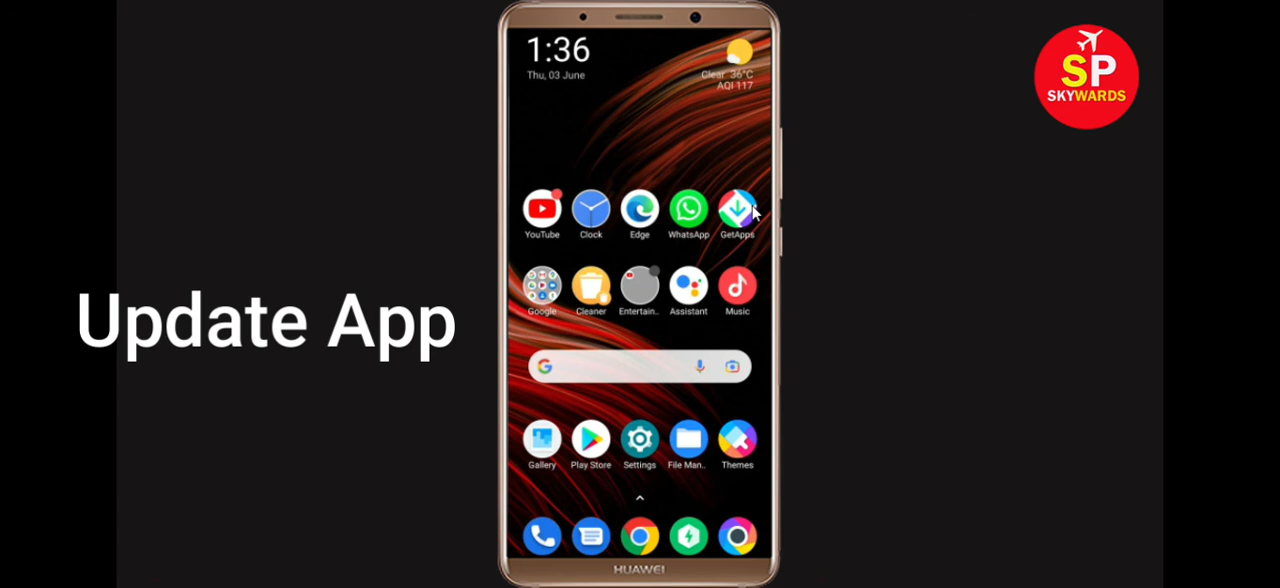 1:36
Thu, 03 June
Clear 36°C
AQI 117
SP
SKYWARDS
YouTube
Clock
Edge
WhatsApp
GetApps
Google
Cleaner
Entertain..
Assistant
Music
Update App
Gallery
Play Store
Settings
File Man..
Themes
HUAWEI